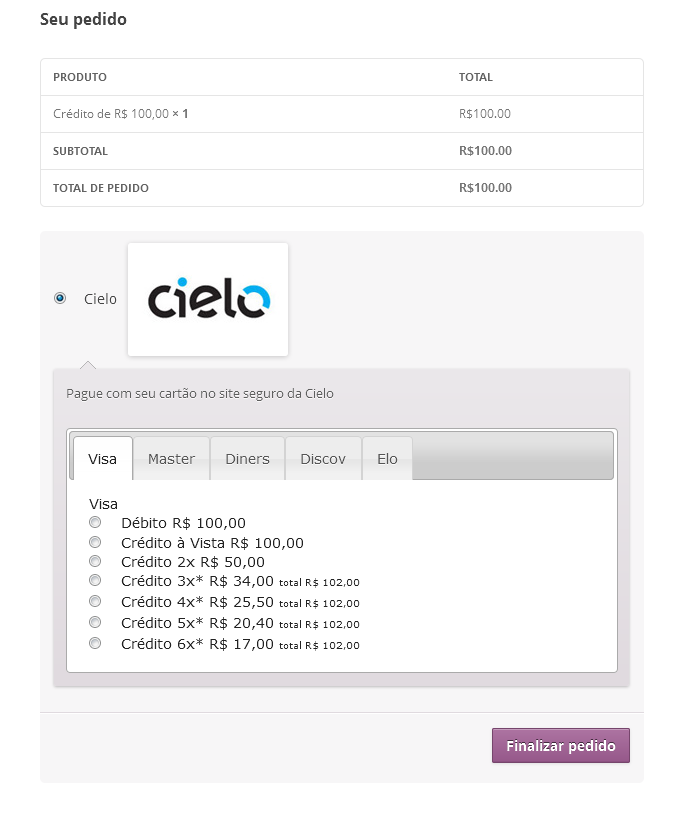 Seu pedido
PRODUTO TOTAL
Crédito de R$ 100,00 × 1 R$100.00
SUBTOTAL R$100.00
TOTAL DE PEDIDO R$100.00
Cielo cielo
Pague com seu cartão no site seguro da Cielo
Visa Master Diners Discov Elo
Visa
Débito R$ 100,00
Crédito à Vista R$ 100,00
Crédito 2x R$ 50,00
Crédito 3x* R$ 34,00 total R$ 102,00
Crédito 4x* R$ 25,50 total R$ 102,00
Crédito 5x* R$ 20,40 total R$ 102,00
Crédito 6x* R$ 17,00 total R$ 102,00
Finalizar pedido